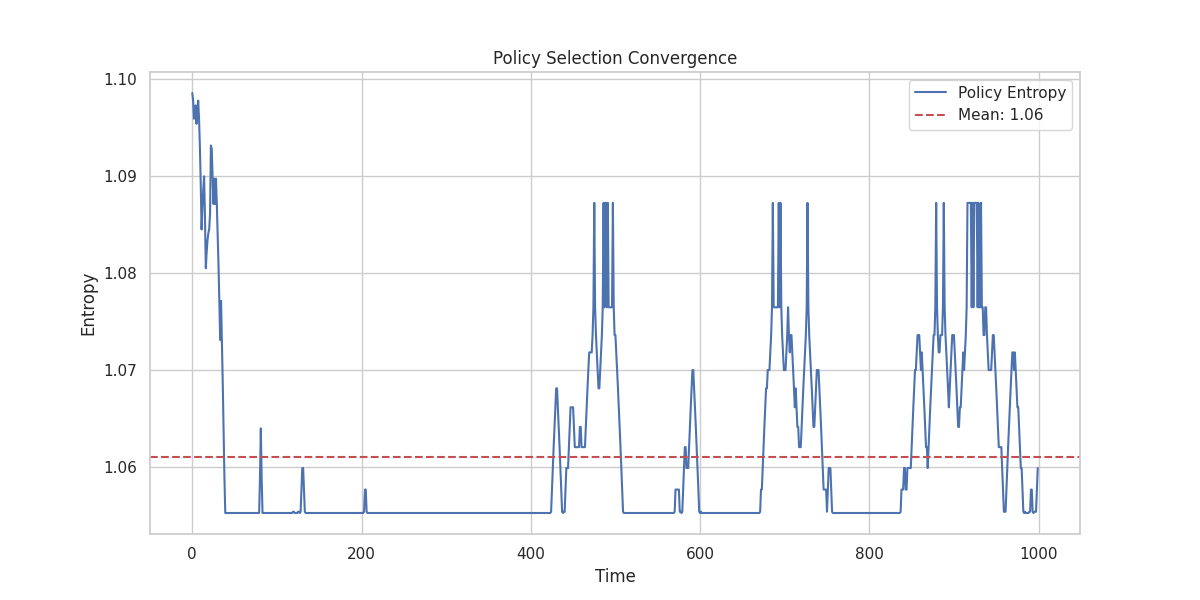 Policy Selection Convergence
Policy Entropy
Mean: 1.06
Entropy
1.10
1.09
1.08
1.07
1.06
0 200 400 600 800 1000
Time